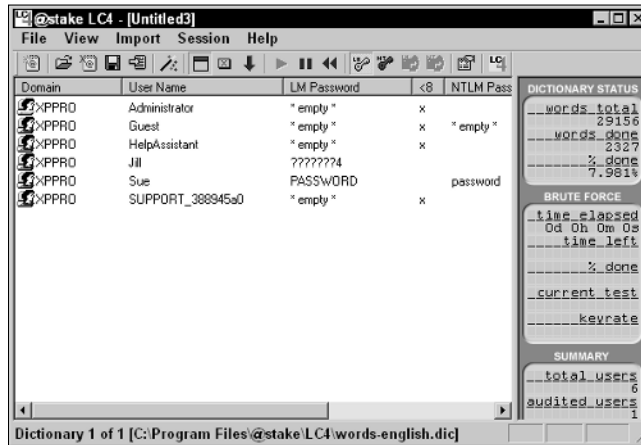 @stake LC4 - [Untitled3]
File View Import Session Help
Domain User Name LM Password <8 NTLM Pass
XPPRO Administrator * empty * x
XPPRO Guest * empty * x * empty *
XPPRO HelpAssistant * empty * x
XPPRO Jill ???????4
XPPRO Sue PASSWORD password
XPPRO SUPPORT_388945a0 * empty * x
DICTIONARY STATUS
words total
29156
words done
2327
% done
7.981%
BRUTE FORCE
time elapsed
0d 0h 0m 0s
time left
% done
current test
keyrate
SUMMARY
total users
6
audited users
1
Dictionary 1 of 1 [C:\Program Files\@stake\LC4\words-english.dic]